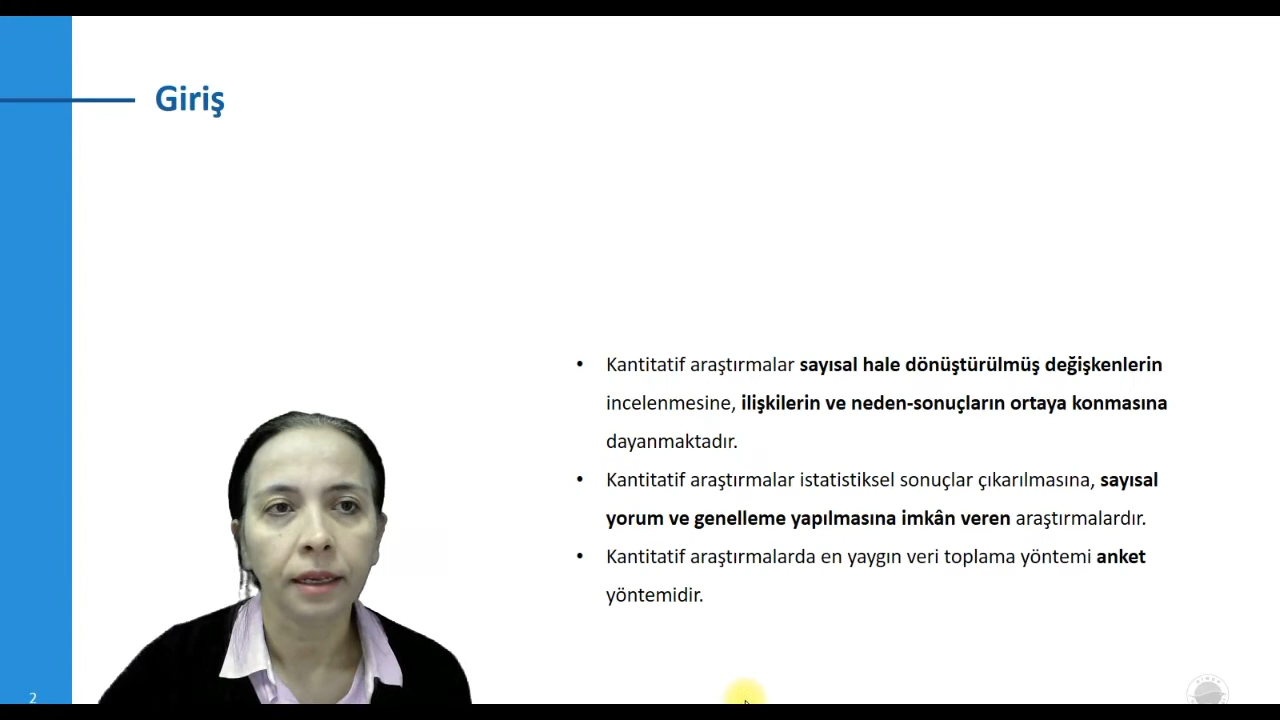 Giriş
• Kantitatif araştırmalar sayısal hale dönüştürülmüş değişkenlerin
incelenmesine, ilişkilerin ve neden-sonuçların ortaya konmasına
dayanmaktadır.
• Kantitatif araştırmalar istatistiksel sonuçlar çıkarılmasına, sayısal
yorum ve genelleme yapılmasına imkân veren araştırmalardır.
• Kantitatif araştırmalarda en yaygın veri toplama yöntemi anket
yöntemidir.
2